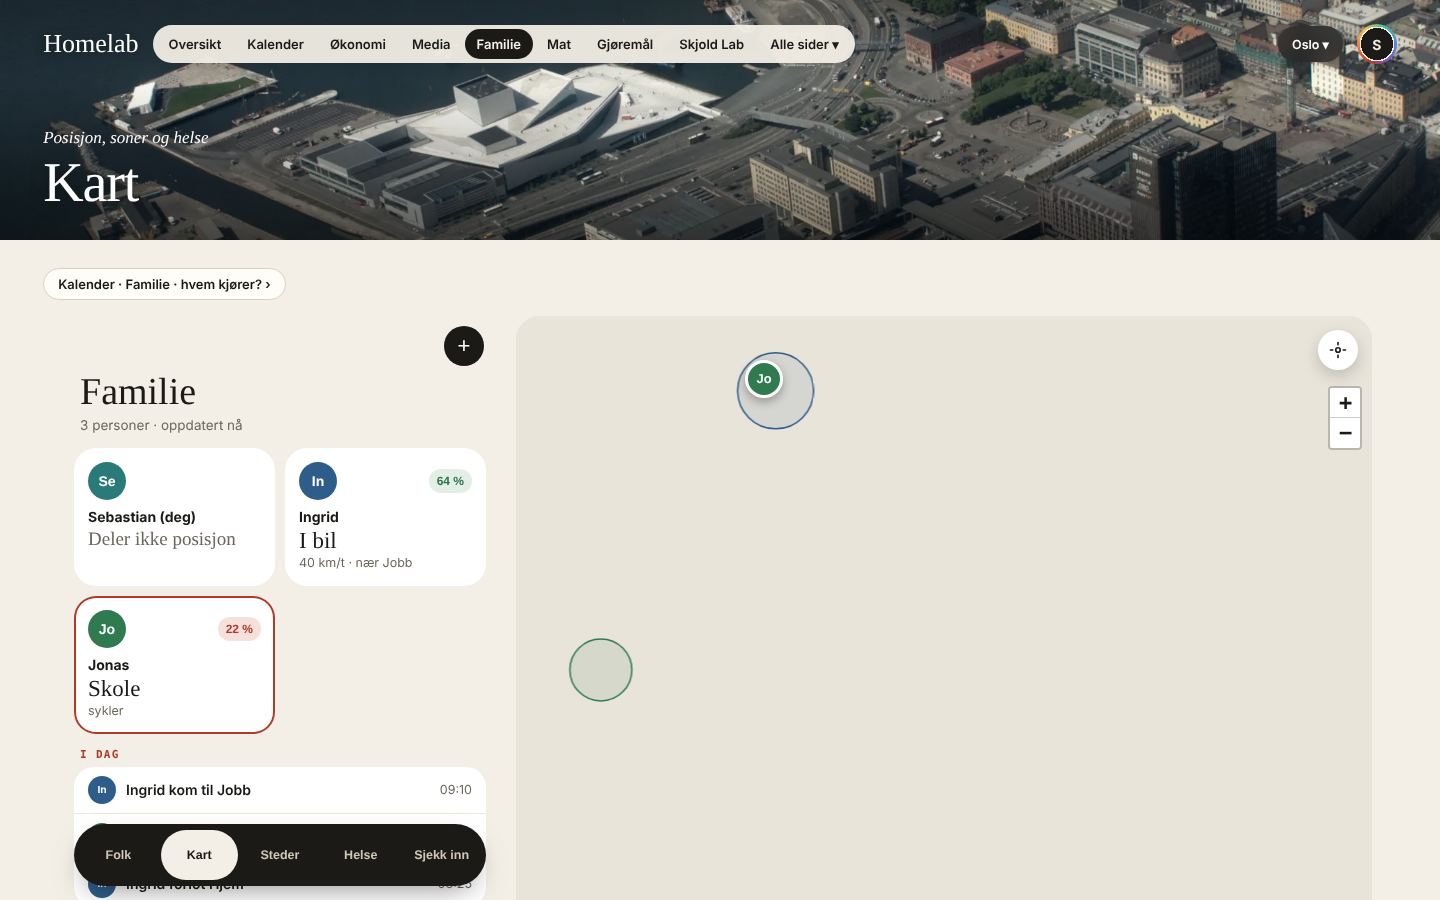 Homelab
Oversikt Kalender Økonomi Media Familie Mat Gjøremål Skjold Lab Alle sider ▾
Oslo ▾
S
Posisjon, soner og helse
Kart
Kalender · Familie · hvem kjører? ›
+
Familie
3 personer · oppdatert nå
Se
Sebastian (deg)
Deler ikke posisjon
In
64 %
Ingrid
I bil
40 km/t · nær Jobb
Jo
22 %
Jonas
Skole
sykler
I DAG
In Ingrid kom til Jobb 09:10
Folk Kart Steder Helse Sjekk inn
Ingrid forlot Hjem
Jo
+
−